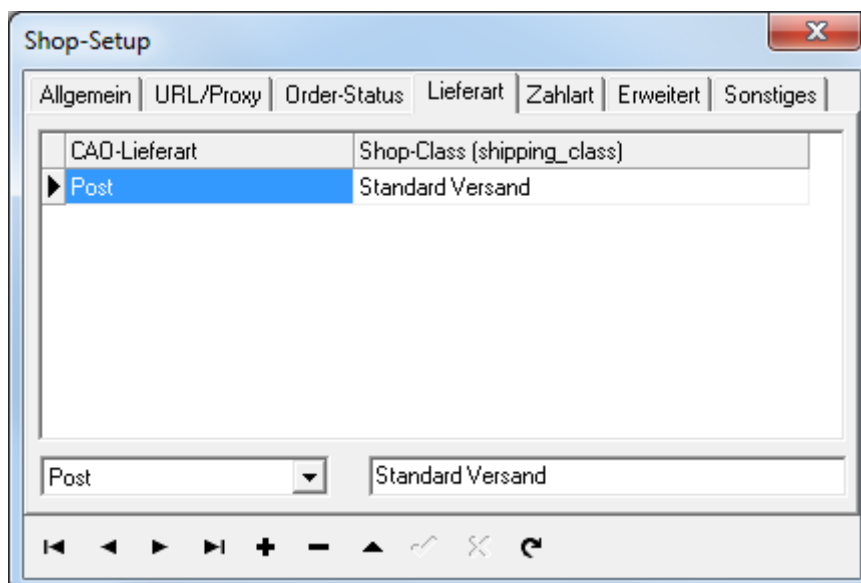 Shop-Setup
Allgemein URL/Proxy Order-Status Lieferart Zahlart Erweitert Sonstiges
CAO-Lieferart Shop-Class (shipping_class)
Post Standard Versand
Post Standard Versand